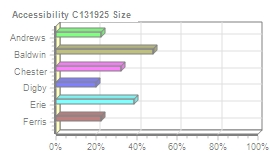 Accessibility C131925 Size
Andrews
Baldwin
Chester
Digby
Erie
Ferris
0% 20% 40% 60% 80% 100%